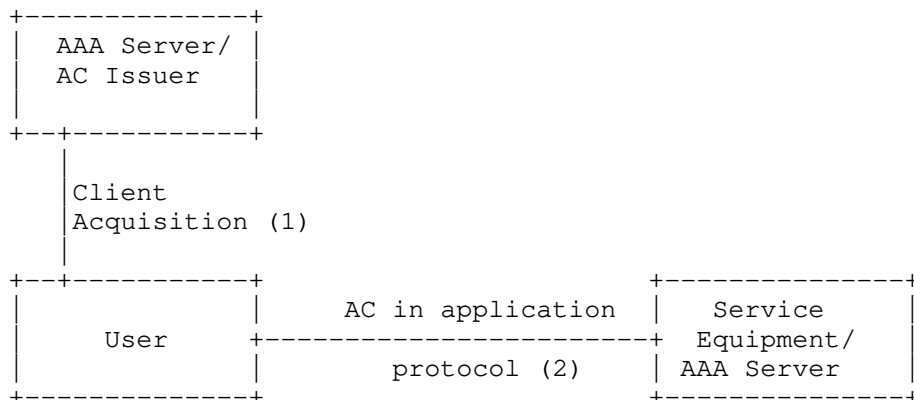 AAA Server/
AC Issuer
Client
Acquisition (1)
AC in application
Service
User
Equipment/
protocol (2)
AAA Server